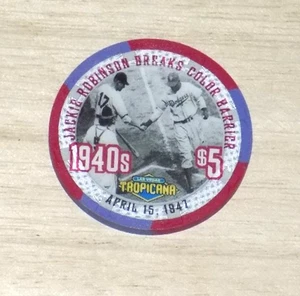 JACKIE ROBINSON BREAKS COLOR BARRIER
17
1940s
$5
LAS VEGAS
TROPICANA
APRIL 15, 1947